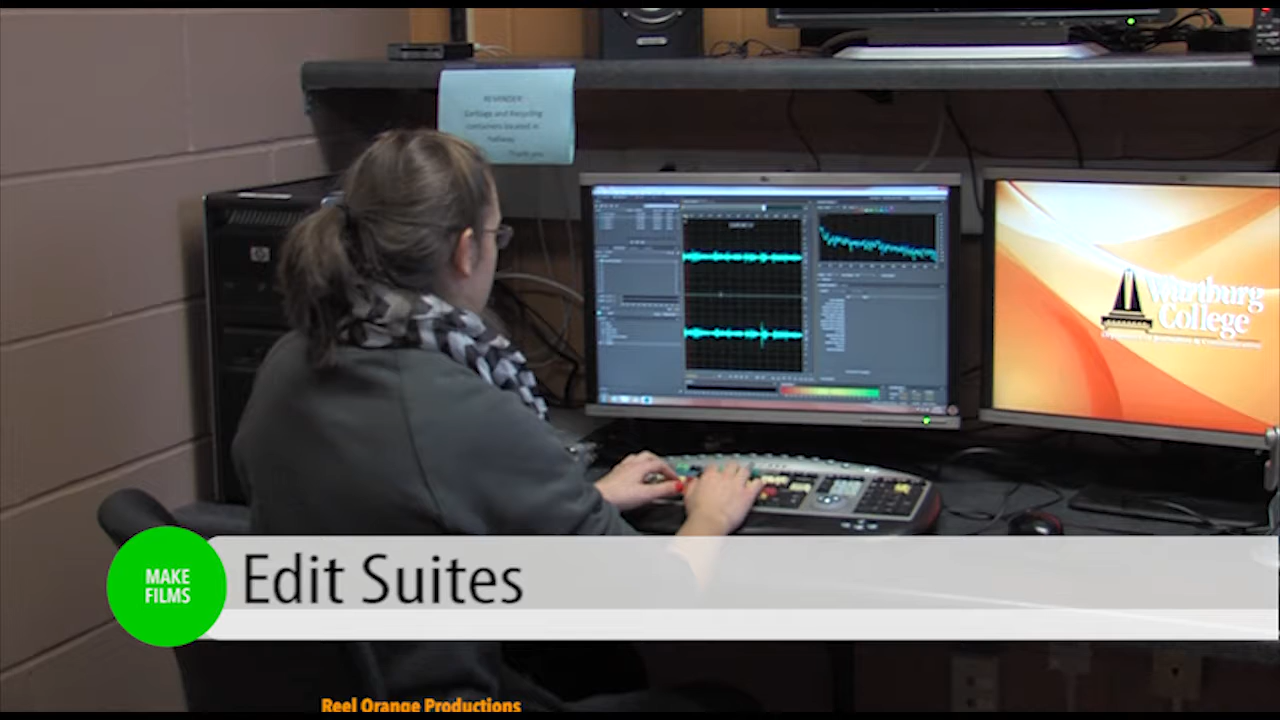 REMINDER
Garbage and Recycling
containers located in
hallway
Thank you
hp
Wartburg
College
MAKE
FILMS
Edit Suites
Reel Orange Productions